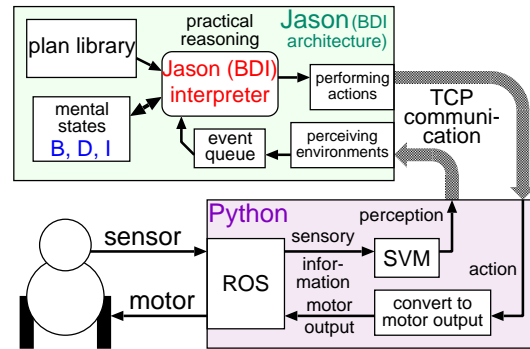 practical
reasoning
Jason (BDI
architecture)
plan library
Jason (BDI)
interpreter
performing
actions
mental
states
B, D, I
event
queue
perceiving
environments
TCP
communi-
cation
Python
perception
sensor
sensory
infor-
mation
SVM
ROS
action
motor
motor
output
convert to
motor output